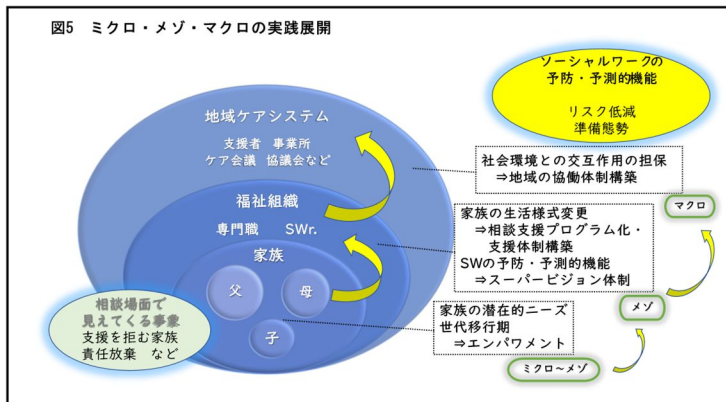 図5 ミクロ・メゾ・マクロの実践展開
ソーシャルワークの
予防・予測的機能
リスク低減
準備態勢
地域ケアシステム
支援者 事業所
ケア会議 協議会など
社会環境との交互作用の担保
⇒地域の協働体制構築
福祉組織
専門職 SWr.
家族の生活様式変更
⇒相談支援プログラム化・
支援体制構築
SWの予防・予測的機能
⇒スーパービジョン体制
マクロ
家族
父
母
子
相談場面で
見えてくる事業
支援を拒む家族
責任放棄 など
家族の潜在的ニーズ
世代移行期
⇒エンパワメント
メゾ
ミクロ~メゾ